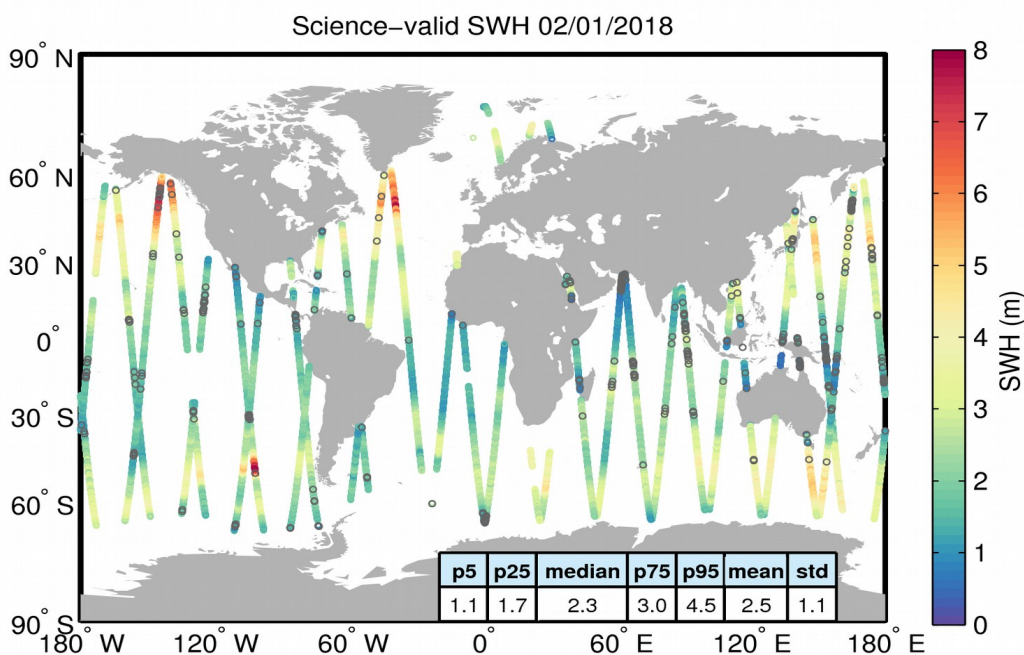 Science–valid SWH 02/01/2018
90° N
60° N
30° N
0°
30° S
60° S
90° S
180° W
120° W
60° W
0°
60° E
120° E
180° E
p5 p25 median p75 p95 mean std
1.1 1.7 2.3 3.0 4.5 2.5 1.1
8
7
6
5
4
3
2
1
0
SWH (m)